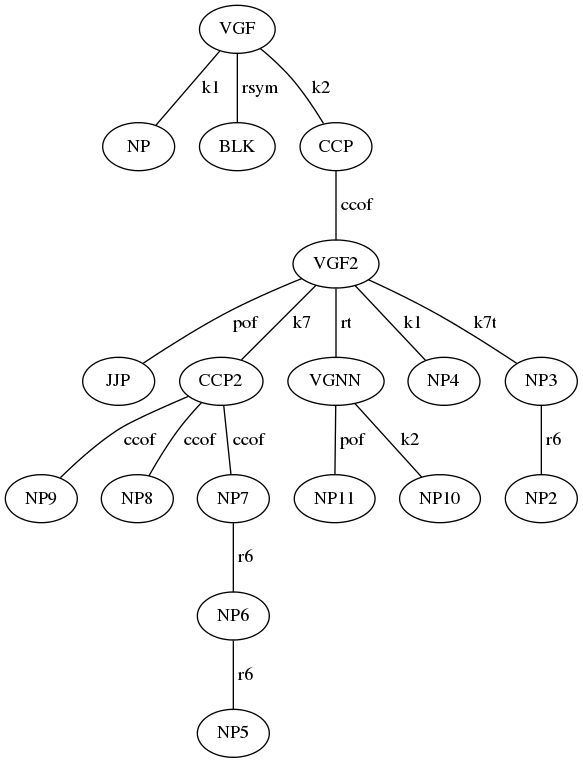 VGF
k1 rsym k2
NP BLK CCP
ccof
VGF2
pof k7 rt k1 k7t
JJP CCP2 VGNN NP4 NP3
ccof ccof ccof pof k2 r6
NP9 NP8 NP7 NP11 NP10 NP2
r6
NP6
r6
NP5